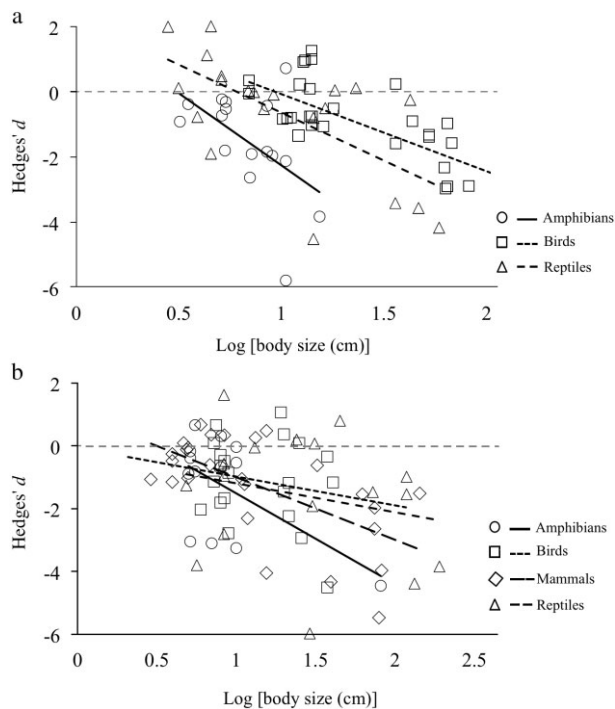 a
2
0
-2
-4
-6
Hedges' d
0
0.5
1
1.5
2
Log [body size (cm)]
Amphibians
Birds
Reptiles
b
2
0
-2
-4
-6
Hedges' d
0
0.5
1
1.5
2
2.5
Log [body size (cm)]
Amphibians
Birds
Mammals
Reptiles